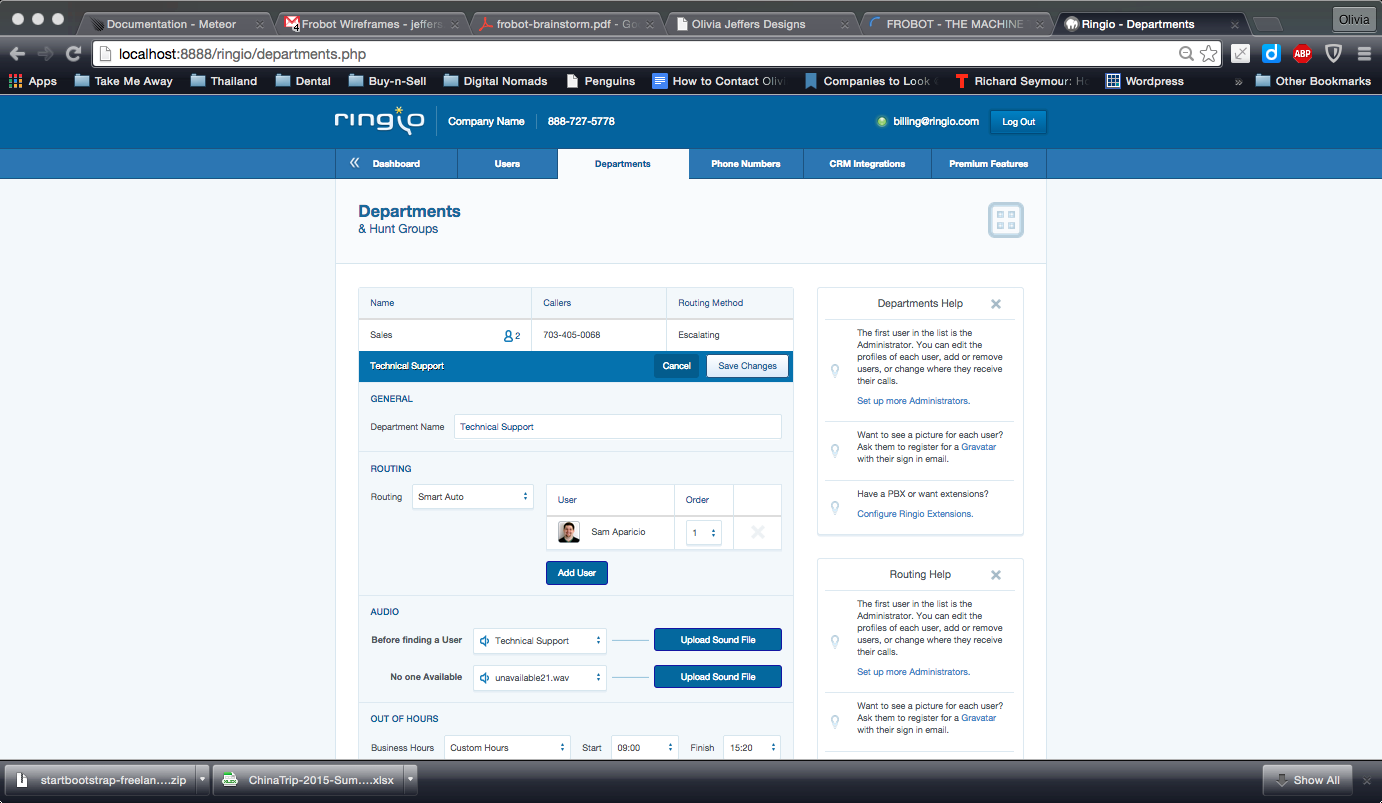 Documentation - Meteor
Frobot Wireframes - jeffers
frobot-brainstorm.pdf - Go
Olivia Jeffers Designs
FROBOT - THE MACHINE
Ringio - Departments
Olivia
localhost:8888/ringio/departments.php
ABP
Apps
Take Me Away
Thailand
Dental
Buy-n-Sell
Digital Nomads
Penguins
How to Contact Olivi
Companies to Look
Richard Seymour: Ho
Wordpress
»
Other Bookmarks
ringio
Company Name
888-727-5778
billing@ringio.com
Log Out
Dashboard
Users
Departments
Phone Numbers
CRM Integrations
Premium Features
Departments
& Hunt Groups
Name
Callers
Routing Method
Sales
2
703-405-0068
Escalating
Technical Support
Cancel
Save Changes
GENERAL
Department Name
Technical Support
ROUTING
Routing
Smart Auto
User
Order
Sam Aparicio
1
Add User
AUDIO
Before finding a User
Technical Support
Upload Sound File
No one Available
unavailable21.wav
Upload Sound File
OUT OF HOURS
Business Hours
Custom Hours
Start
09:00
Finish
15:20
Departments Help
The first user in the list is the
Administrator. You can edit the
profiles of each user, add or remove
users, or change where they receive
their calls.
Set up more Administrators.
Want to see a picture for each user?
Ask them to register for a Gravatar
with their sign in email.
Have a PBX or want extensions?
Configure Ringio Extensions.
Routing Help
The first user in the list is the
Administrator. You can edit the
profiles of each user, add or remove
users, or change where they receive
their calls.
Set up more Administrators.
Want to see a picture for each user?
Ask them to register for a Gravatar
with their sign in email.
startbootstrap-freelan....zip
ChinaTrip-2015-Sum....xlsx
Show All